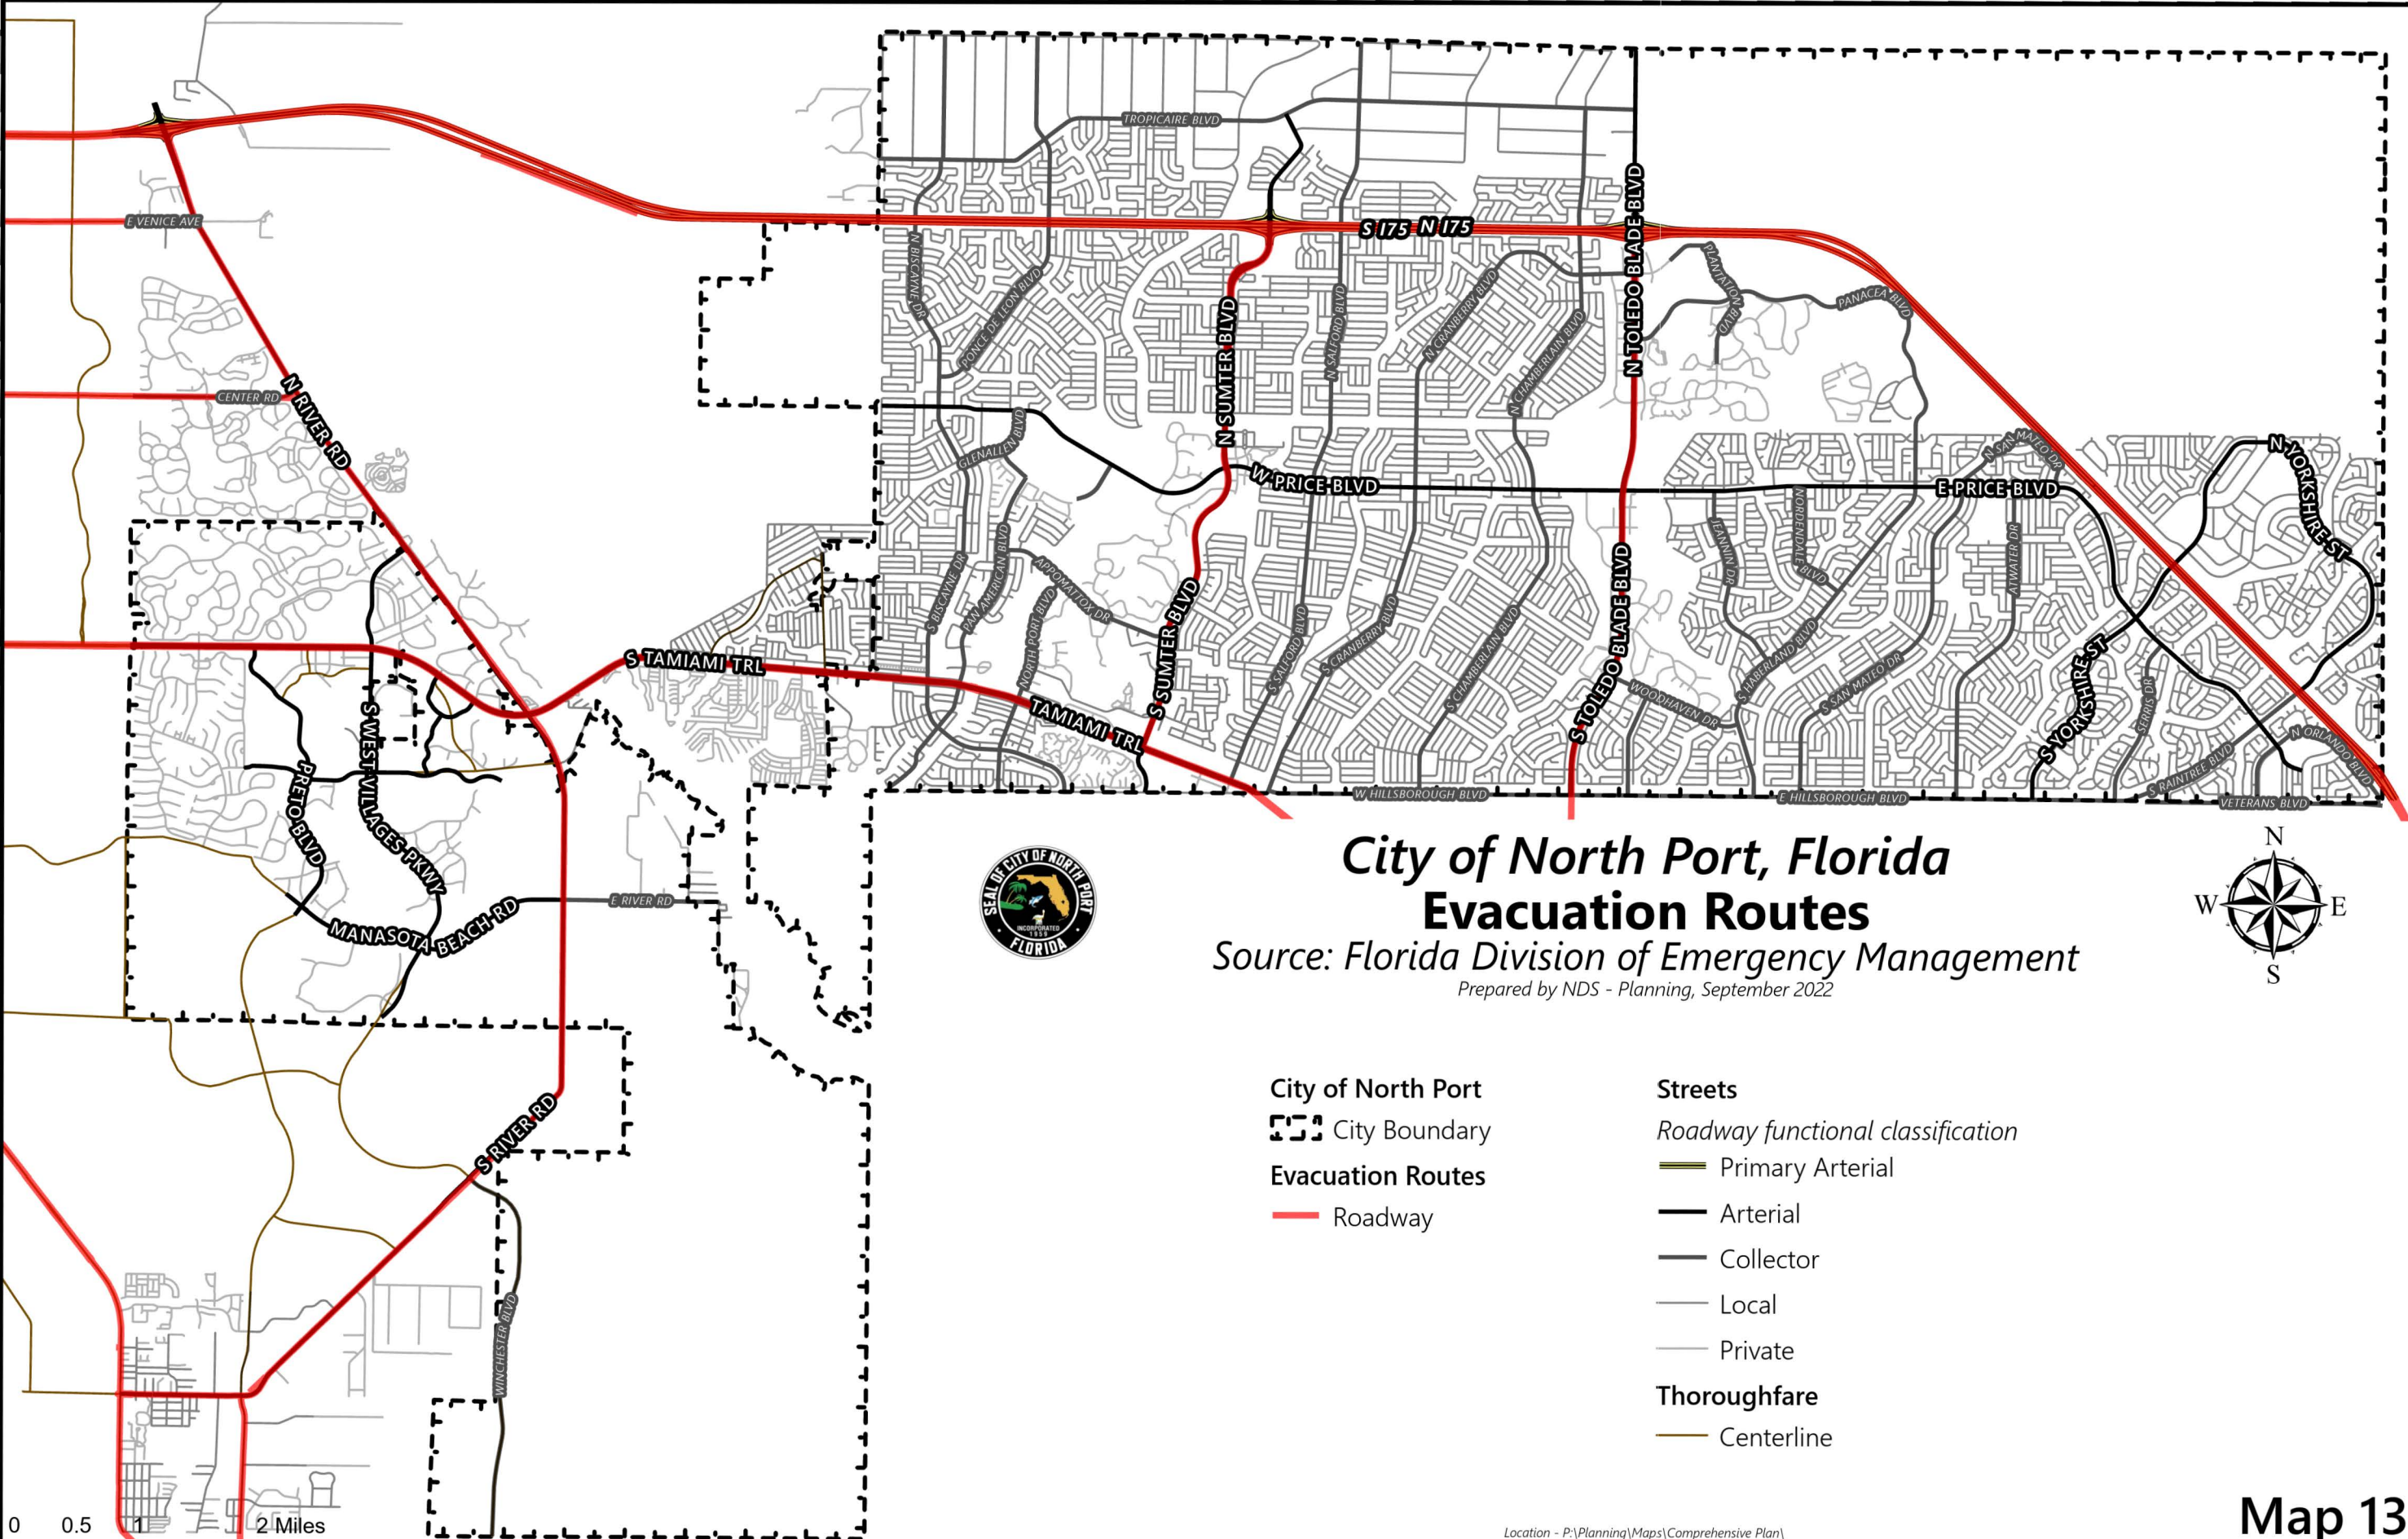 TROPICAIRE BLVD
E VENICE AVE
N TOLEDO BLADE BLVD
S I75 N I75
N BISCAYNE DR
PONCE DE LEON BLVD
PLANTATION BLVD
PANACEA BLVD
N SUMTER BLVD
N SALFORD BLVD
N CRANBERRY BLVD
N CHAMBERLAIN BLVD
CENTER RD
N RIVER RD
GLENALLEN BLVD
N SAN MATEO DR
N YORKSHIRE ST
W PRICE BLVD
E PRICE BLVD
S BISCAYNE DR
PAN AMERICAN BLVD
APPOMATTOX DR
NORTH PORT BLVD
JEANNIN DR
NORDENDALE BLVD
ATWATER DR
S SUMTER BLVD
S SALFORD BLVD
S CRANBERRY BLVD
S CHAMBERLAIN BLVD
S TOLEDO BLADE BLVD
S HABERLAND BLVD
S SAN MATEO DR
WOODHAVEN DR
S YORKSHIRE ST
SERRIS DR
S TAMIAMI TRL
TAMIAMI TRL
N ORLANDO BLVD
S RAINTREE BLVD
W HILLSBOROUGH BLVD
E HILLSBOROUGH BLVD
VETERANS BLVD
S WEST VILLAGES PKWY
PRETO BLVD
MANASOTA BEACH RD
E RIVER RD
S RIVER RD
WINCHESTER BLVD
SEAL OF CITY OF NORTH PORT
INCORPORATED
1959
FLORIDA
City of North Port, Florida
Evacuation Routes
Source: Florida Division of Emergency Management
Prepared by NDS - Planning, September 2022
N
W
E
S
City of North Port
City Boundary
Evacuation Routes
Roadway
Streets
Roadway functional classification
Primary Arterial
Arterial
Collector
Local
Private
Thoroughfare
Centerline
0 0.5 1 2 Miles
Location - P:\Planning\Maps\Comprehensive Plan\
Map 13